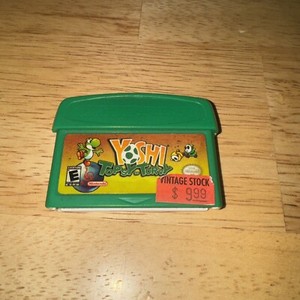 YOSHI
TOPSY-TURVY
E
VINTAGE STOCK
$ 9.99